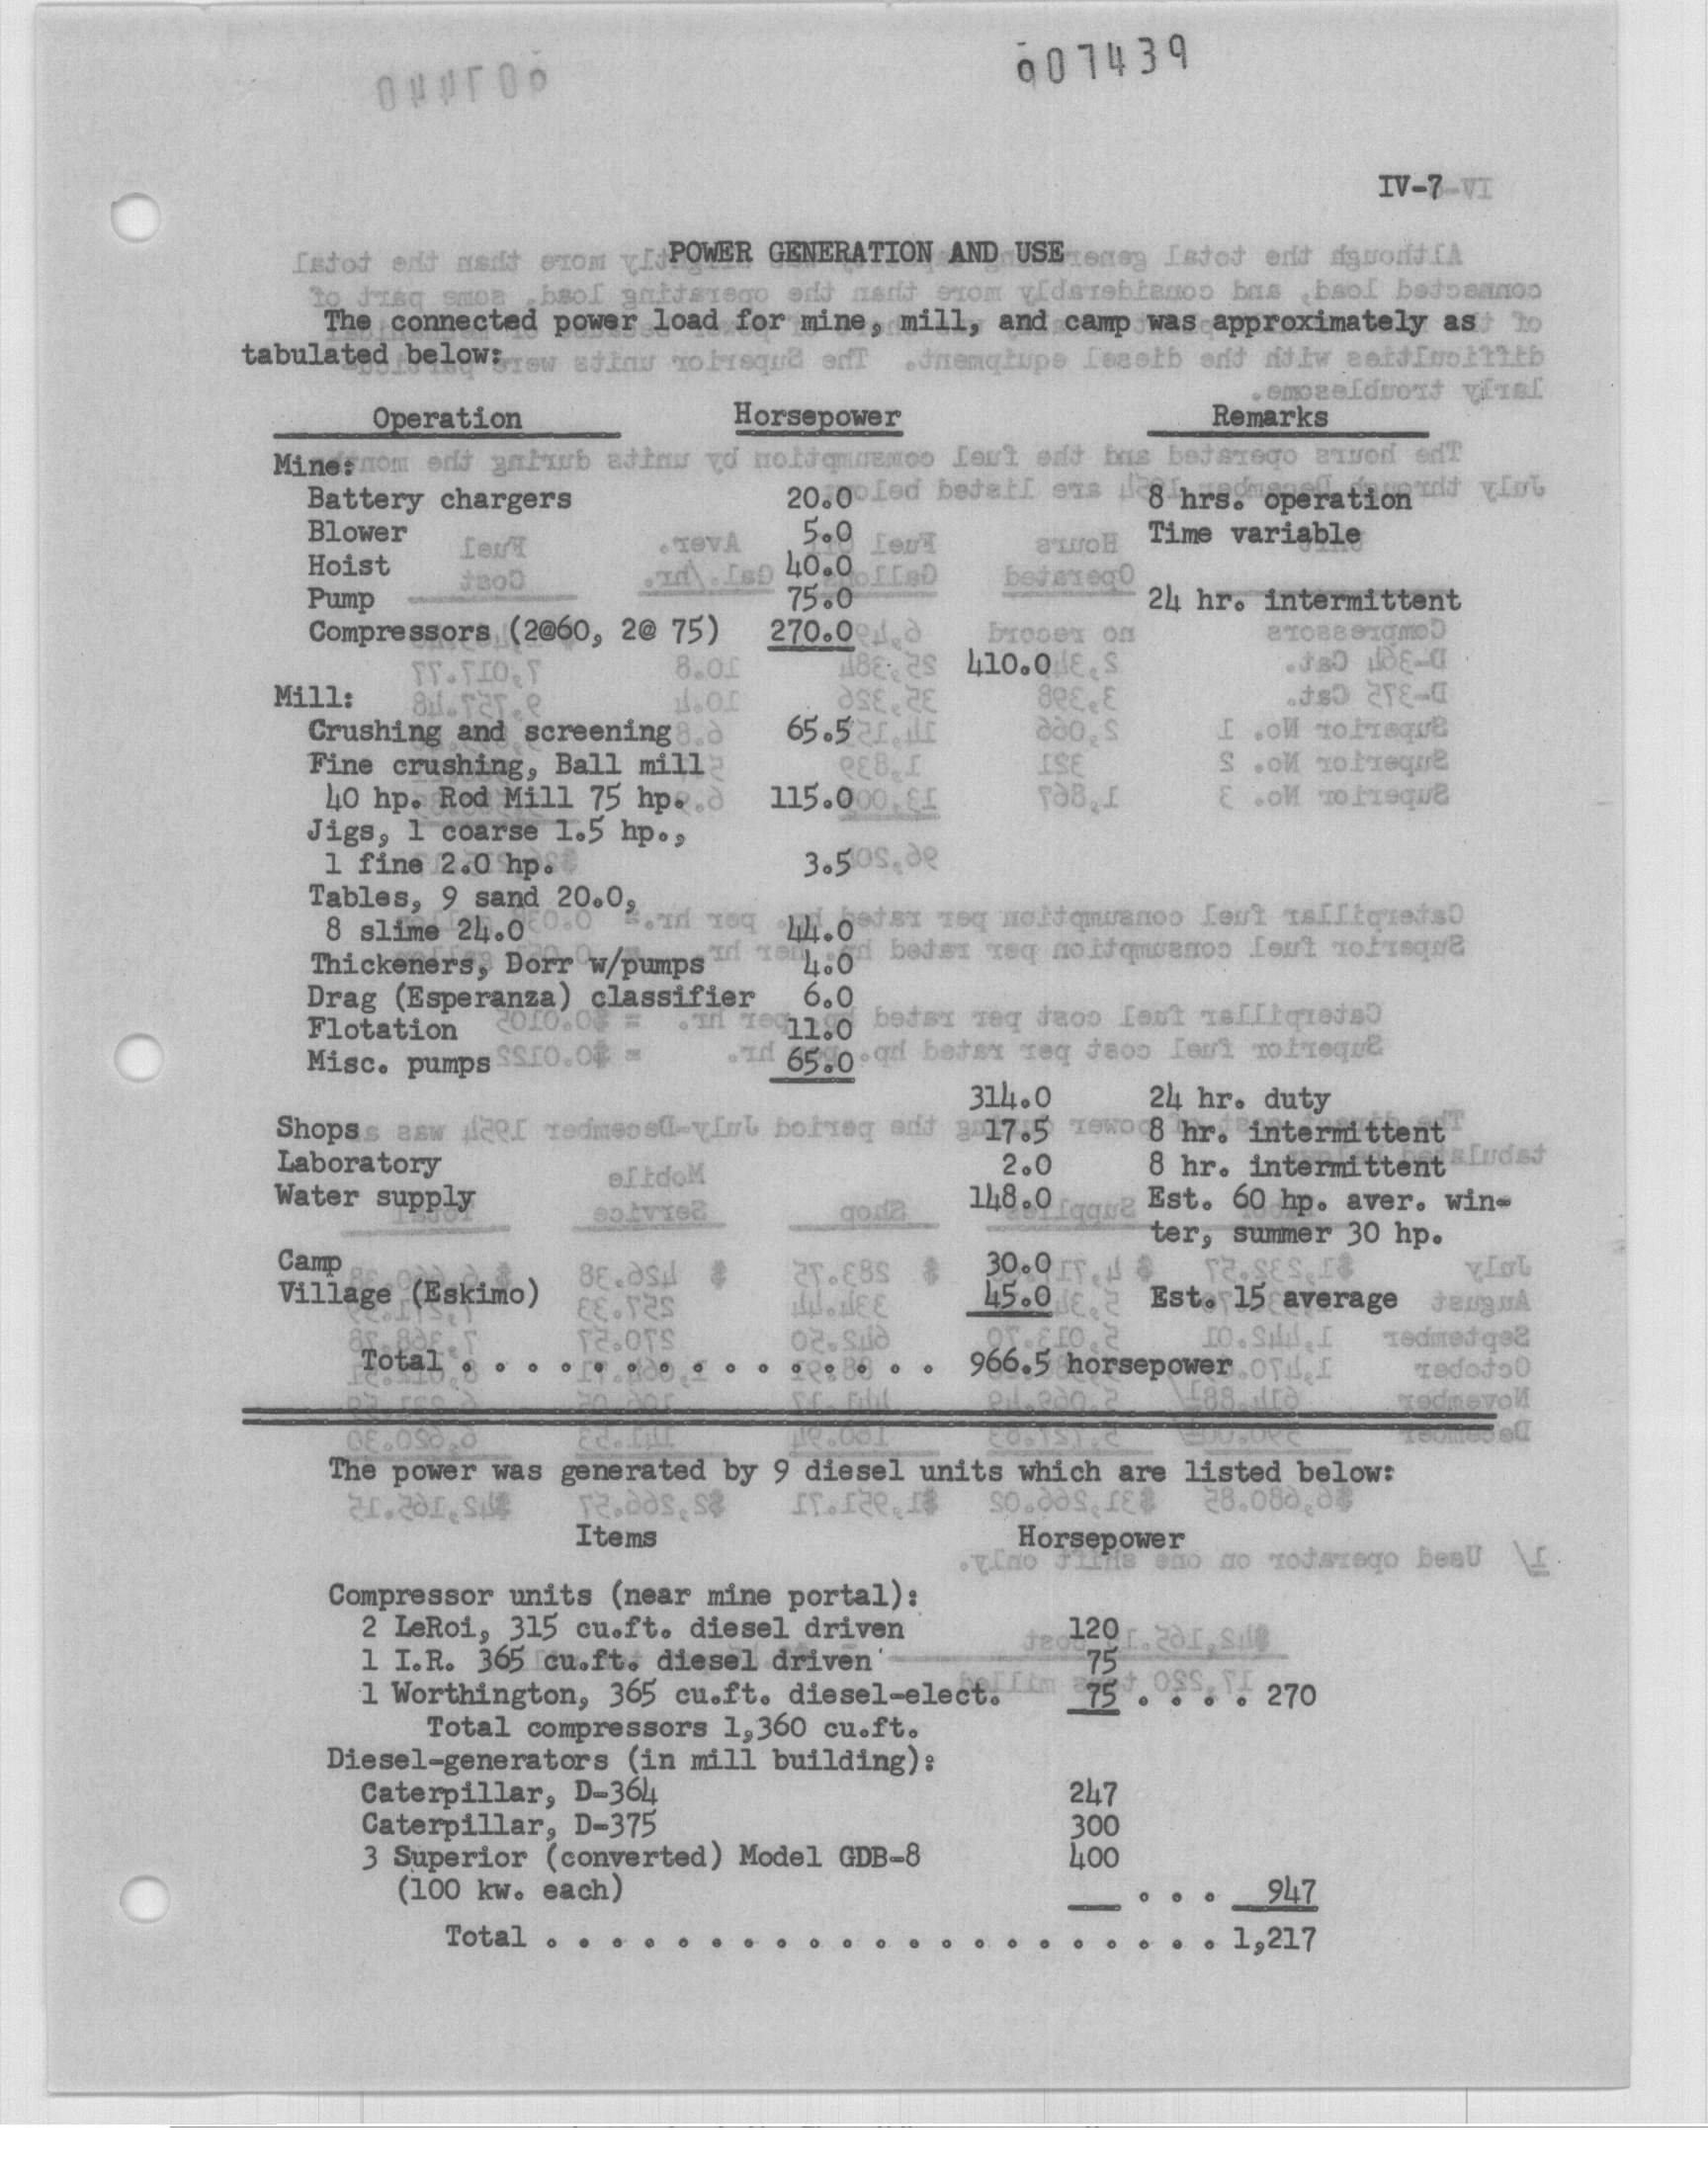 007439
IV-7
POWER GENERATION AND USE
The connected power load for mine, mill, and camp was approximately as
tabulated below:
Operation Horsepower Remarks
Mine:
Battery chargers 20.0 8 hrs. operation
Blower 5.0 Time variable
Hoist 40.0
Pump 75.0 24 hr. intermittent
Compressors (2@60, 2@ 75) 270.0
410.0
Mill:
Crushing and screening 65.5
Fine crushing, Ball mill
40 hp. Rod Mill 75 hp. 115.0
Jigs, 1 coarse 1.5 hp.,
1 fine 2.0 hp. 3.5
Tables, 9 sand 20.0,
8 slime 24.0 44.0
Thickeners, Dorr w/pumps 4.0
Drag (Esperanza) classifier 6.0
Flotation 11.0
Misc. pumps 65.0
314.0 24 hr. duty
Shops 17.5 8 hr. intermittent
Laboratory 2.0 8 hr. intermittent
Water supply 148.0 Est. 60 hp. aver. win-
ter, summer 30 hp.
Camp 30.0
Village (Eskimo) 45.0 Est. 15 average
Total . . . . . . . . . . . . . . . 966.5 horsepower
The power was generated by 9 diesel units which are listed below:
Items Horsepower
Compressor units (near mine portal):
2 LeRoi, 315 cu.ft. diesel driven 120
1 I.R. 365 cu.ft. diesel driven 75
1 Worthington, 365 cu.ft. diesel-elect. 75 . . . . 270
Total compressors 1,360 cu.ft.
Diesel-generators (in mill building):
Caterpillar, D-364 247
Caterpillar, D-375 300
3 Superior (converted) Model GDB-8 400
(100 kw. each) . . . 947
Total . . . . . . . . . . . . . . . . . . . . . 1,217